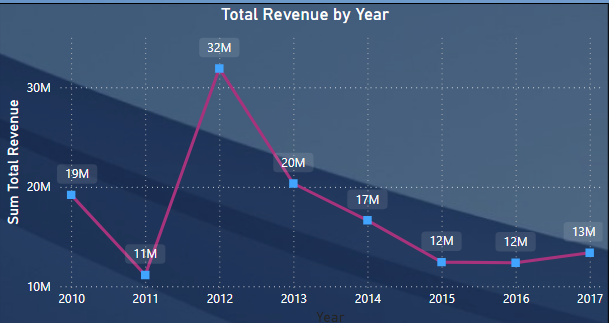 Total Revenue by Year
Sum Total Revenue
30M
20M
10M
19M
11M
32M
20M
17M
12M
12M
13M
2010 2011 2012 2013 2014 2015 2016 2017
Year